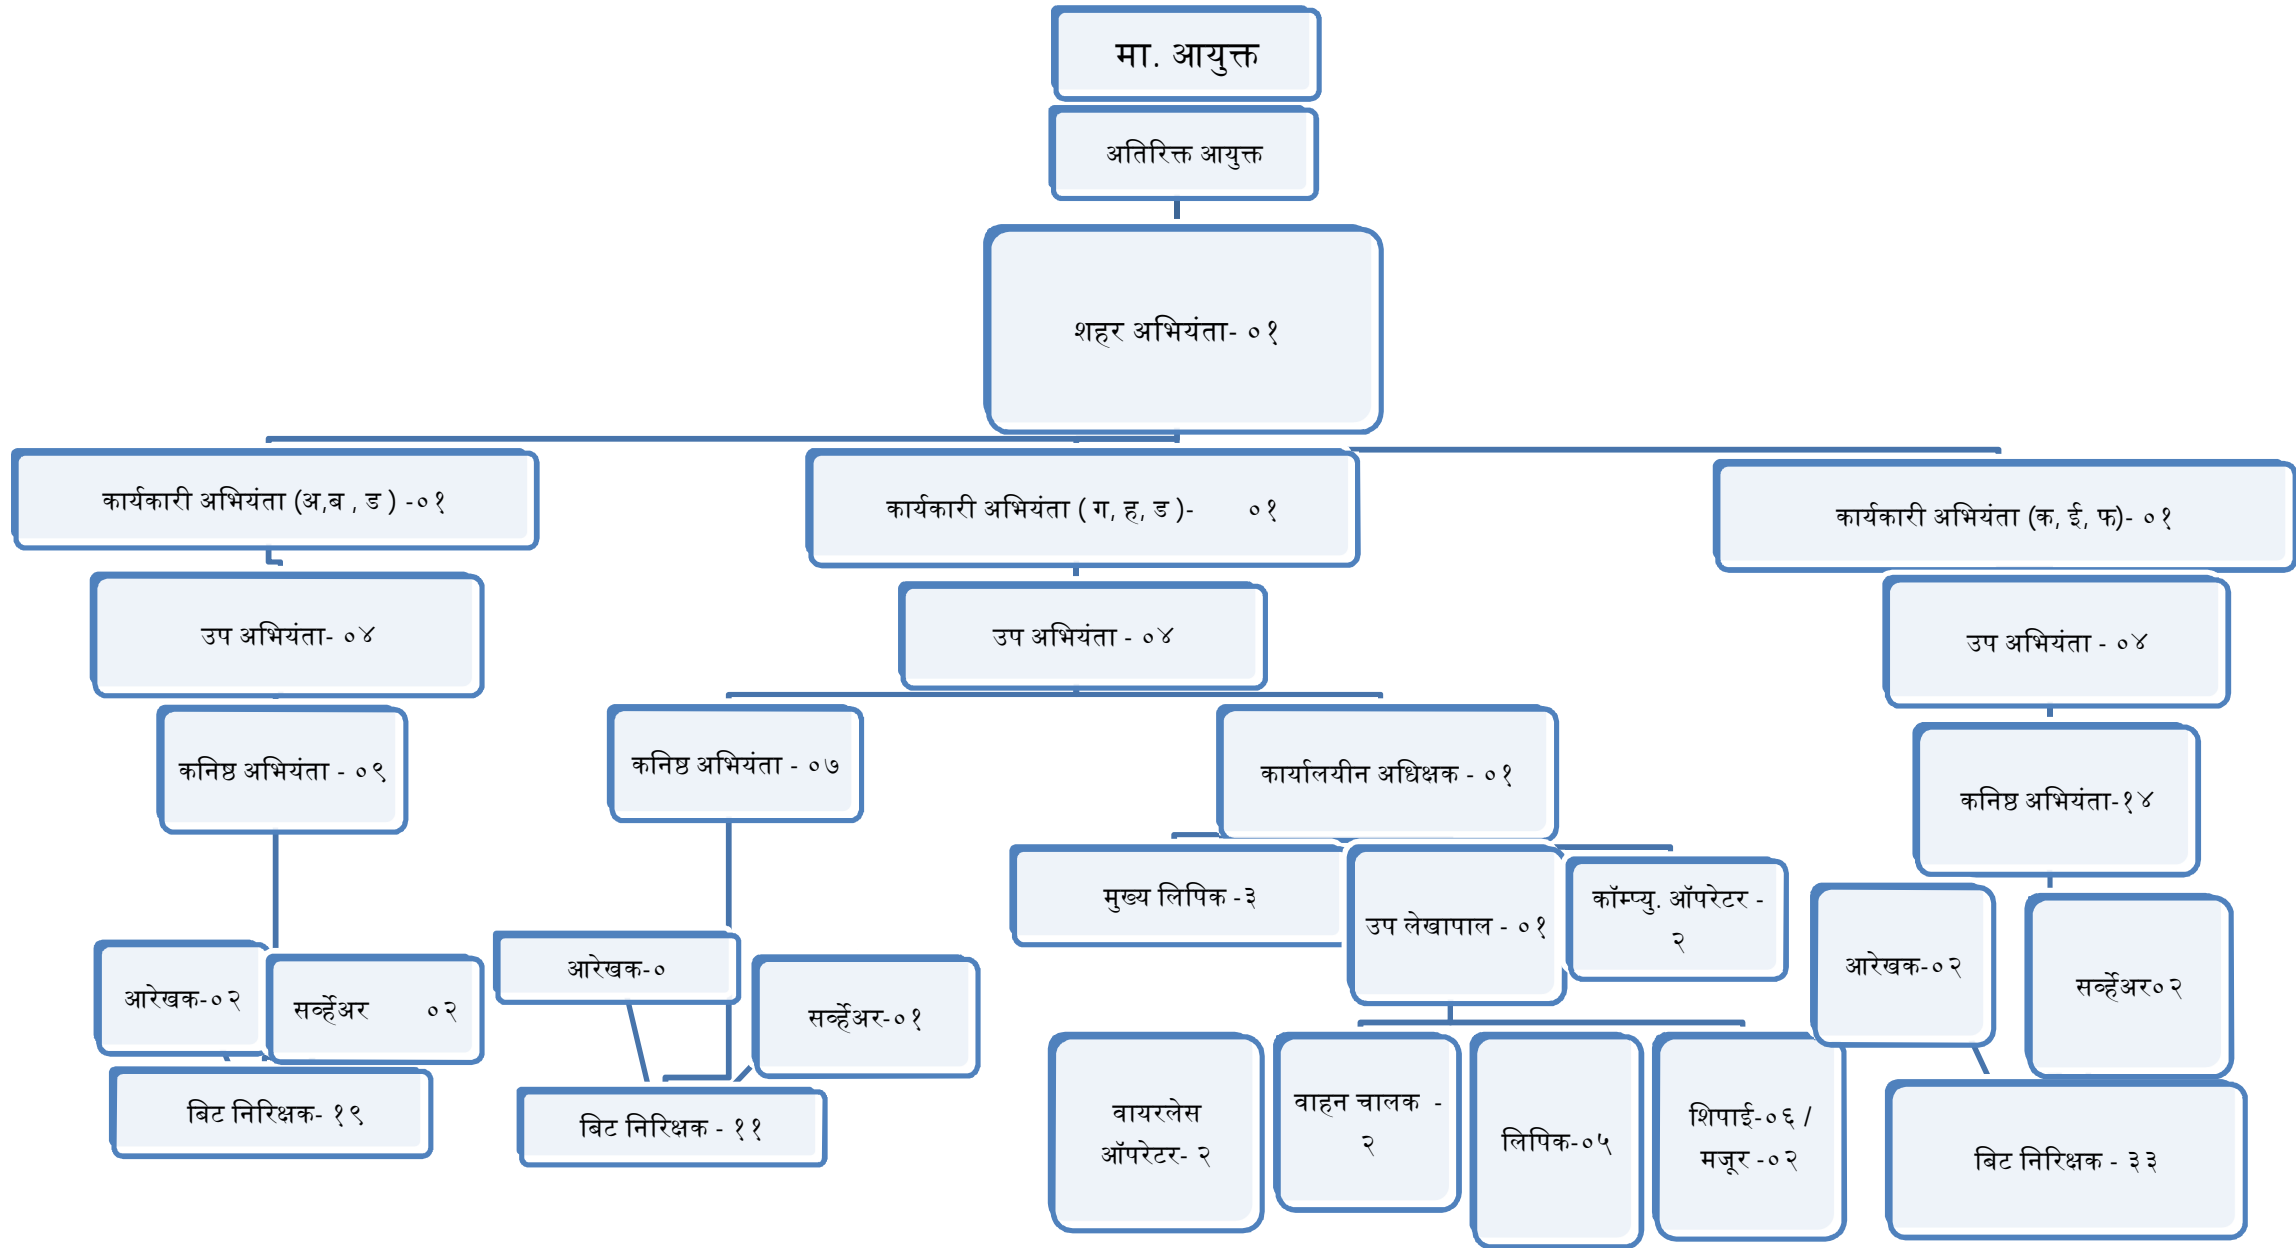 मा. आयुक्त
अतिरिक्त आयुक्त
शहर अभियंता- ०१
कार्यकारी अभियंता (अ,ब , ड ) -०१
कार्यकारी अभियंता ( ग, ह, ड )- ०१
कार्यकारी अभियंता (क, ई, फ)- ०१
उप अभियंता- ०४
उप अभियंता - ०४
उप अभियंता - ०४
कनिष्ठ अभियंता - ०९
कनिष्ठ अभियंता - ०७
कार्यालयीन अधिक्षक - ०१
कनिष्ठ अभियंता-१४
मुख्य लिपिक -३
उप लेखापाल - ०१
कॉम्प्यु. ऑपरेटर -
२
आरेखक-०२
सर्व्हेअर ०२
आरेखक-०
सर्व्हेअर-०१
आरेखक-०२
सर्व्हेअर०२
बिट निरिक्षक- १९
बिट निरिक्षक - ११
वायरलेस
ऑपरेटर- २
वाहन चालक -
२
लिपिक-०५
शिपाई-०६ /
मजूर -०२
बिट निरिक्षक - ३३